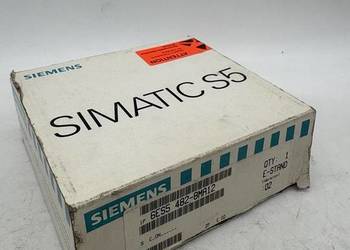 SIEMENS
SIMATIC S5
SIEMENS
6ES5 482-8MA12
QTY: 1
E-STAND
02